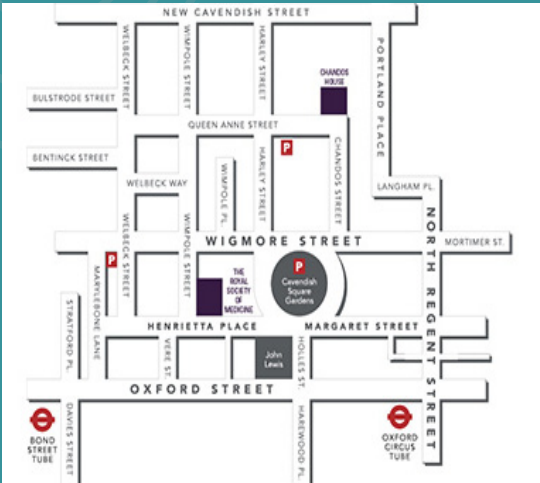 NEW CAVENDISH STREET
WELBECK STREET
WIMPOLE STREET
HARLEY STREET
PORTLAND PLACE
CHANDOS
HOUSE
BULSTRODE STREET
QUEEN ANNE STREET
P
BENTINCK STREET
HARLEY STREET
CHANDOS STREET
WIMPOLE PL.
WELBECK WAY
LANGHAM PL.
WIGMORE STREET
MORTIMER ST.
NORTH REGENT STREET
WELBECK STREET
WIMPOLE STREET
P
P
Cavendish
Square
Gardens
THE
ROYAL
SOCIETY
OF
MEDICINE
MARYLEBONE LANE
STRATFORD PL.
HENRIETTA PLACE
MARGARET STREET
VERE ST.
John
Lewis
HOLLES ST.
OXFORD STREET
BOND
STREET
TUBE
DAVIES STREET
HAREWOOD PL.
OXFORD
CIRCUS
TUBE